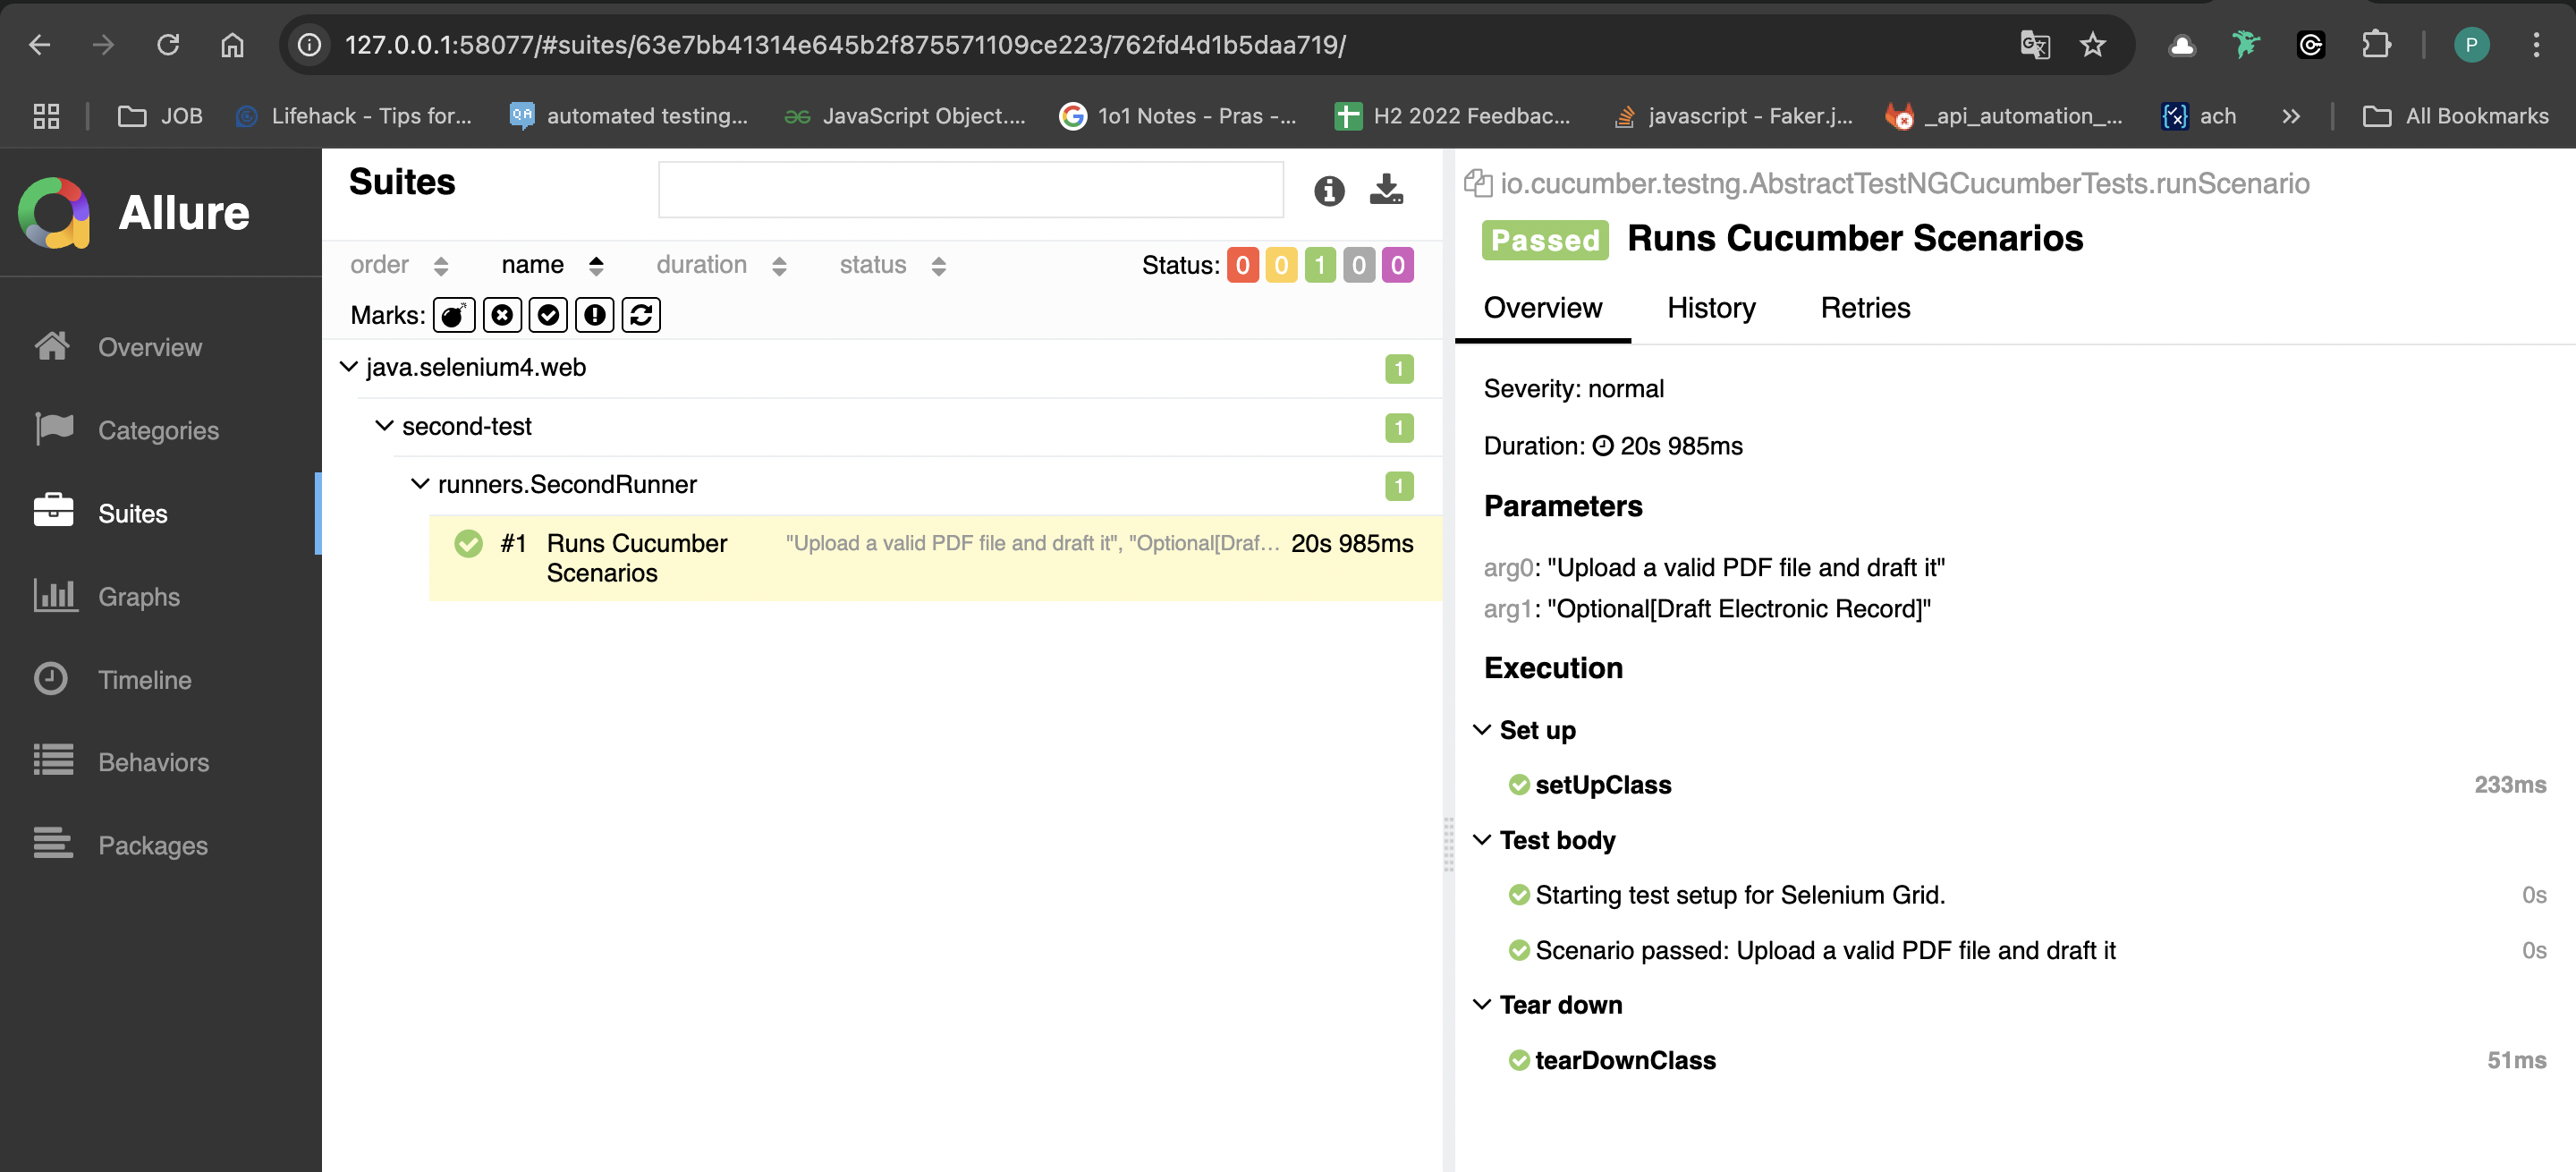 127.0.0.1:58077/#suites/63e7bb41314e645b2f875571109ce223/762fd4d1b5daa719/
P
JOB
Lifehack - Tips for...
QA
automated testing...
JavaScript Object....
1o1 Notes - Pras -...
H2 2022 Feedbac...
javascript - Faker.j...
_api_automation_...
ach
All Bookmarks
Allure
Overview
Categories
Suites
Graphs
Timeline
Behaviors
Packages
Suites
order name duration status
Status: 0 0 1 0 0
Marks:
java.selenium4.web 1
second-test 1
runners.SecondRunner 1
#1 Runs Cucumber Scenarios "Upload a valid PDF file and draft it", "Optional[Draf... 20s 985ms
io.cucumber.testng.AbstractTestNGCucumberTests.runScenario
Passed Runs Cucumber Scenarios
Overview History Retries
Severity: normal
Duration: 20s 985ms
Parameters
arg0: "Upload a valid PDF file and draft it"
arg1: "Optional[Draft Electronic Record]"
Execution
Set up
setUpClass 233ms
Test body
Starting test setup for Selenium Grid. 0s
Scenario passed: Upload a valid PDF file and draft it 0s
Tear down
tearDownClass 51ms